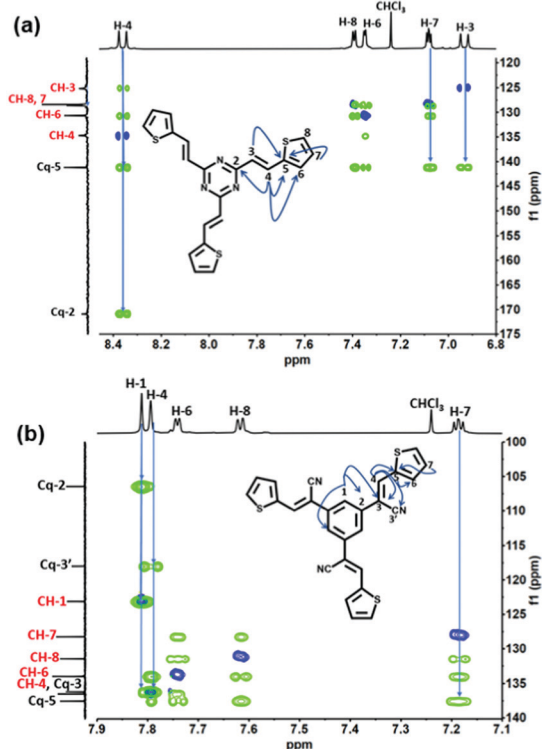 (a)
H-4
H-8
H-6
CHCl3
H-7
H-3
CH-3
CH-8, 7
CH-6
CH-4
Cq-5
Cq-2
S
S
8
3
2
7
N
N
5
6
4
N
S
120
125
130
135
140
145
150
155
160
165
170
175
f1 (ppm)
8.4 8.2 8.0 7.8 7.6 7.4 7.2 7.0 6.8
ppm
(b)
H-1
H-4
H-6
H-8
CHCl3
H-7
Cq-2
Cq-3′
CH-1
CH-7
CH-8
CH-6
CH-4, Cq-3
Cq-5
S
7
4
5
6
CN
1
2
3
CN
3′
S
NC
S
100
105
110
115
120
125
130
135
140
f1 (ppm)
7.9 7.8 7.7 7.6 7.5 7.4 7.3 7.2 7.1
ppm